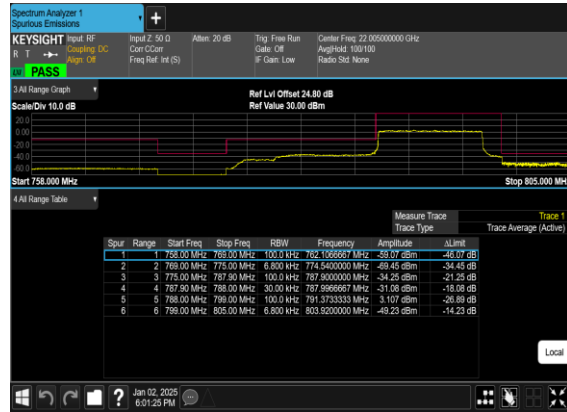 Spectrum Analyzer 1
Spurious Emissions
+
KEYSIGHT Input: RF Input Z: 50 Ω Atten: 20 dB Trig: Free Run Center Freq: 22.005000000 GHz
R T Coupling: DC Corr CCorr Gate: Off Avg|Hold: 100/100
Align: Off Freq Ref: Int (S) IF Gain: Low Radio Std: None
LW PASS
3 All Range Graph Ref Lvl Offset 24.80 dB
Scale/Div 10.0 dB Ref Value 30.00 dBm
20.0
0.00
-20.0
-40.0
-60.0
Start 758.000 MHz Stop 805.000 MH
4 All Range Table
Measure Trace Trace 1
Trace Type Trace Average (Active)
Spur Range Start Freq Stop Freq RBW Frequency Amplitude ΔLimit
1 1 758.00 MHz 769.00 MHz 100.0 kHz 762.1066667 MHz -59.07 dBm -46.07 dB
2 2 769.00 MHz 775.00 MHz 6.800 kHz 774.5400000 MHz -69.45 dBm -34.45 dB
3 3 775.00 MHz 787.90 MHz 100.0 kHz 787.9000000 MHz -34.25 dBm -21.25 dB
4 4 787.90 MHz 788.00 MHz 30.00 kHz 787.9966667 MHz -31.08 dBm -18.08 dB
5 5 788.00 MHz 799.00 MHz 100.0 kHz 791.3733333 MHz 3.107 dBm -26.89 dB
6 6 799.00 MHz 805.00 MHz 6.800 kHz 803.9200000 MHz -49.23 dBm -14.23 dB
Local
? Jan 02, 2025
6:01:25 PM